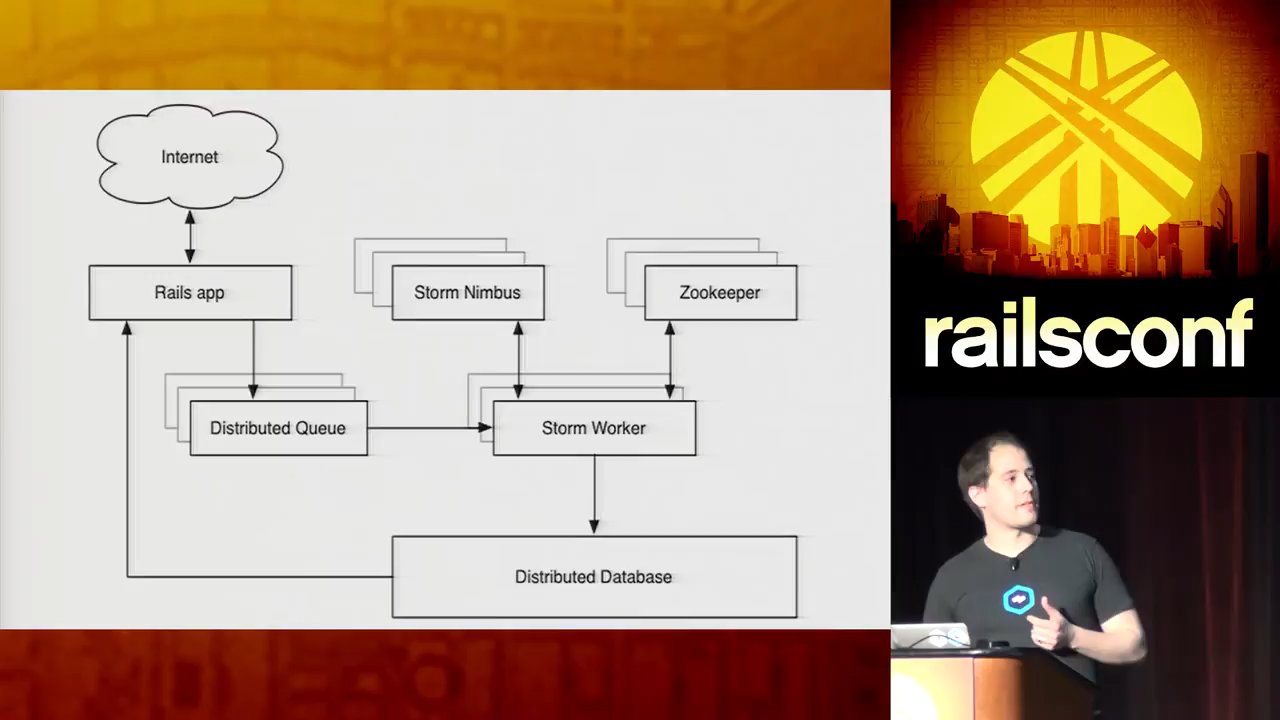 Internet
Rails app
Storm Nimbus
Zookeeper
Distributed Queue
Storm Worker
Distributed Database
railsconf